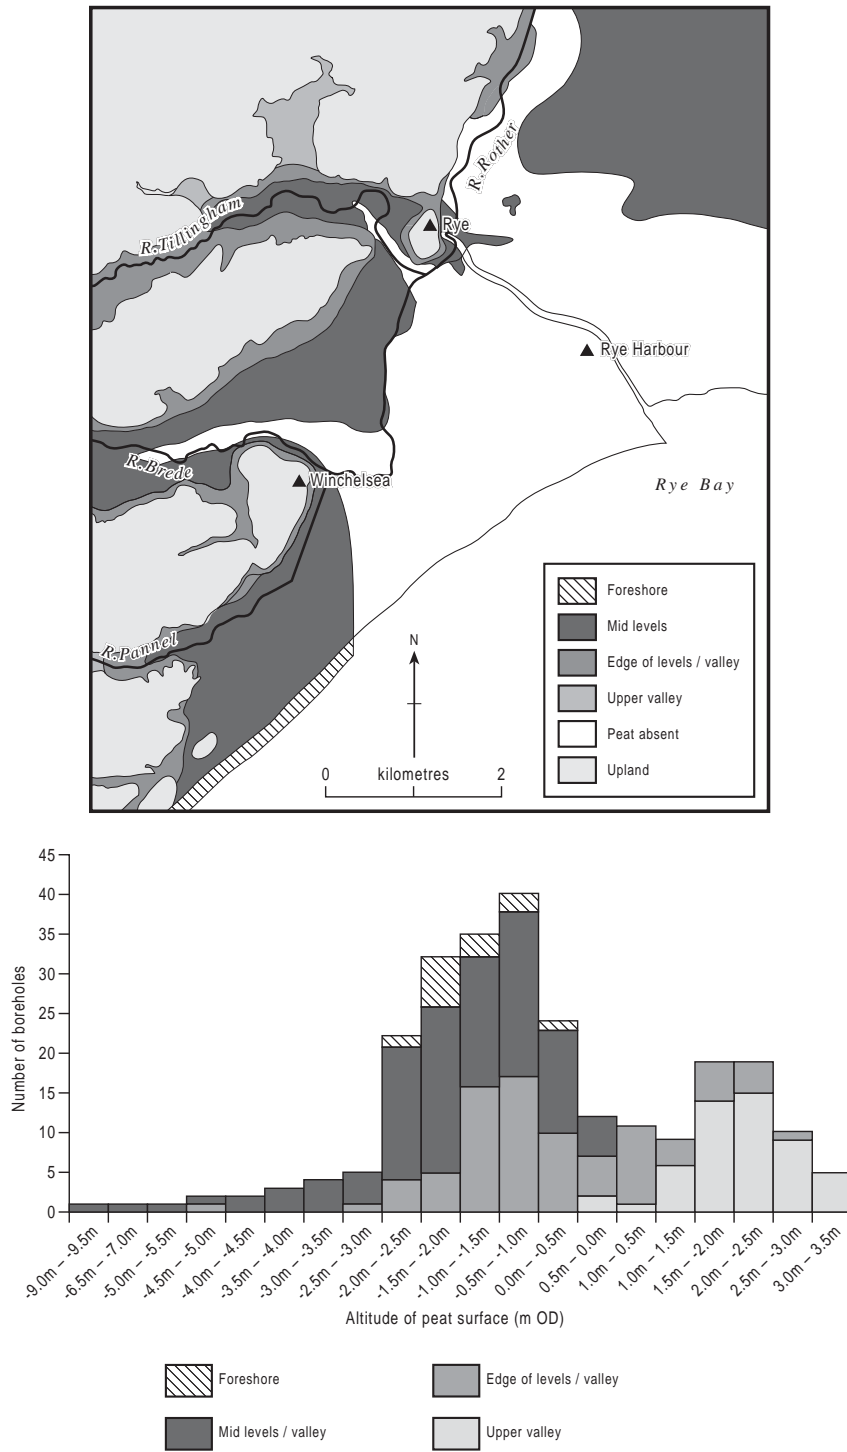 R.Rother
R.Tillingham
Rye
Rye Harbour
R.Brede
Winchelsea
Rye Bay
R.Pannel
N
0 kilometres 2
Foreshore
Mid levels
Edge of levels / valley
Upper valley
Peat absent
Upland
45
40
35
30
25
20
15
10
5
0
Number of boreholes
-9.0m – -9.5m
-6.5m – -7.0m
-5.0m – -5.5m
-4.5m – -5.0m
-4.0m – -4.5m
-3.5m – -4.0m
-3.0m – -3.5m
-2.5m – -3.0m
-2.0m – -2.5m
-1.5m – -2.0m
-1.0m – -1.5m
-0.5m – -1.0m
0.0m – -0.5m
0.5m – 0.0m
1.0m – 0.5m
1.0m – 1.5m
1.5m – 2.0m
2.0m – 2.5m
2.5m – 3.0m
3.0m – 3.5m
Altitude of peat surface (m OD)
Foreshore
Edge of levels / valley
Mid levels / valley
Upper valley